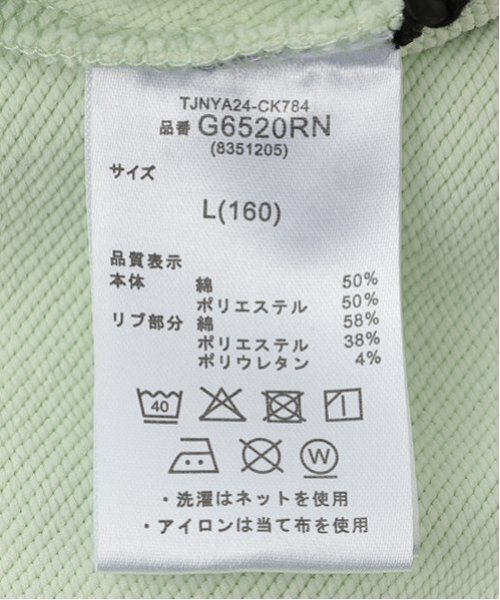 TJNYA24-CK784
品番 G6520RN
(8351205)
サイズ
L(160)
品質表示
本体 綿 50%
ポリエステル 50%
リブ部分 綿 58%
ポリエステル 38%
ポリウレタン 4%
40
W
・洗濯はネットを使用
・アイロンは当て布を使用